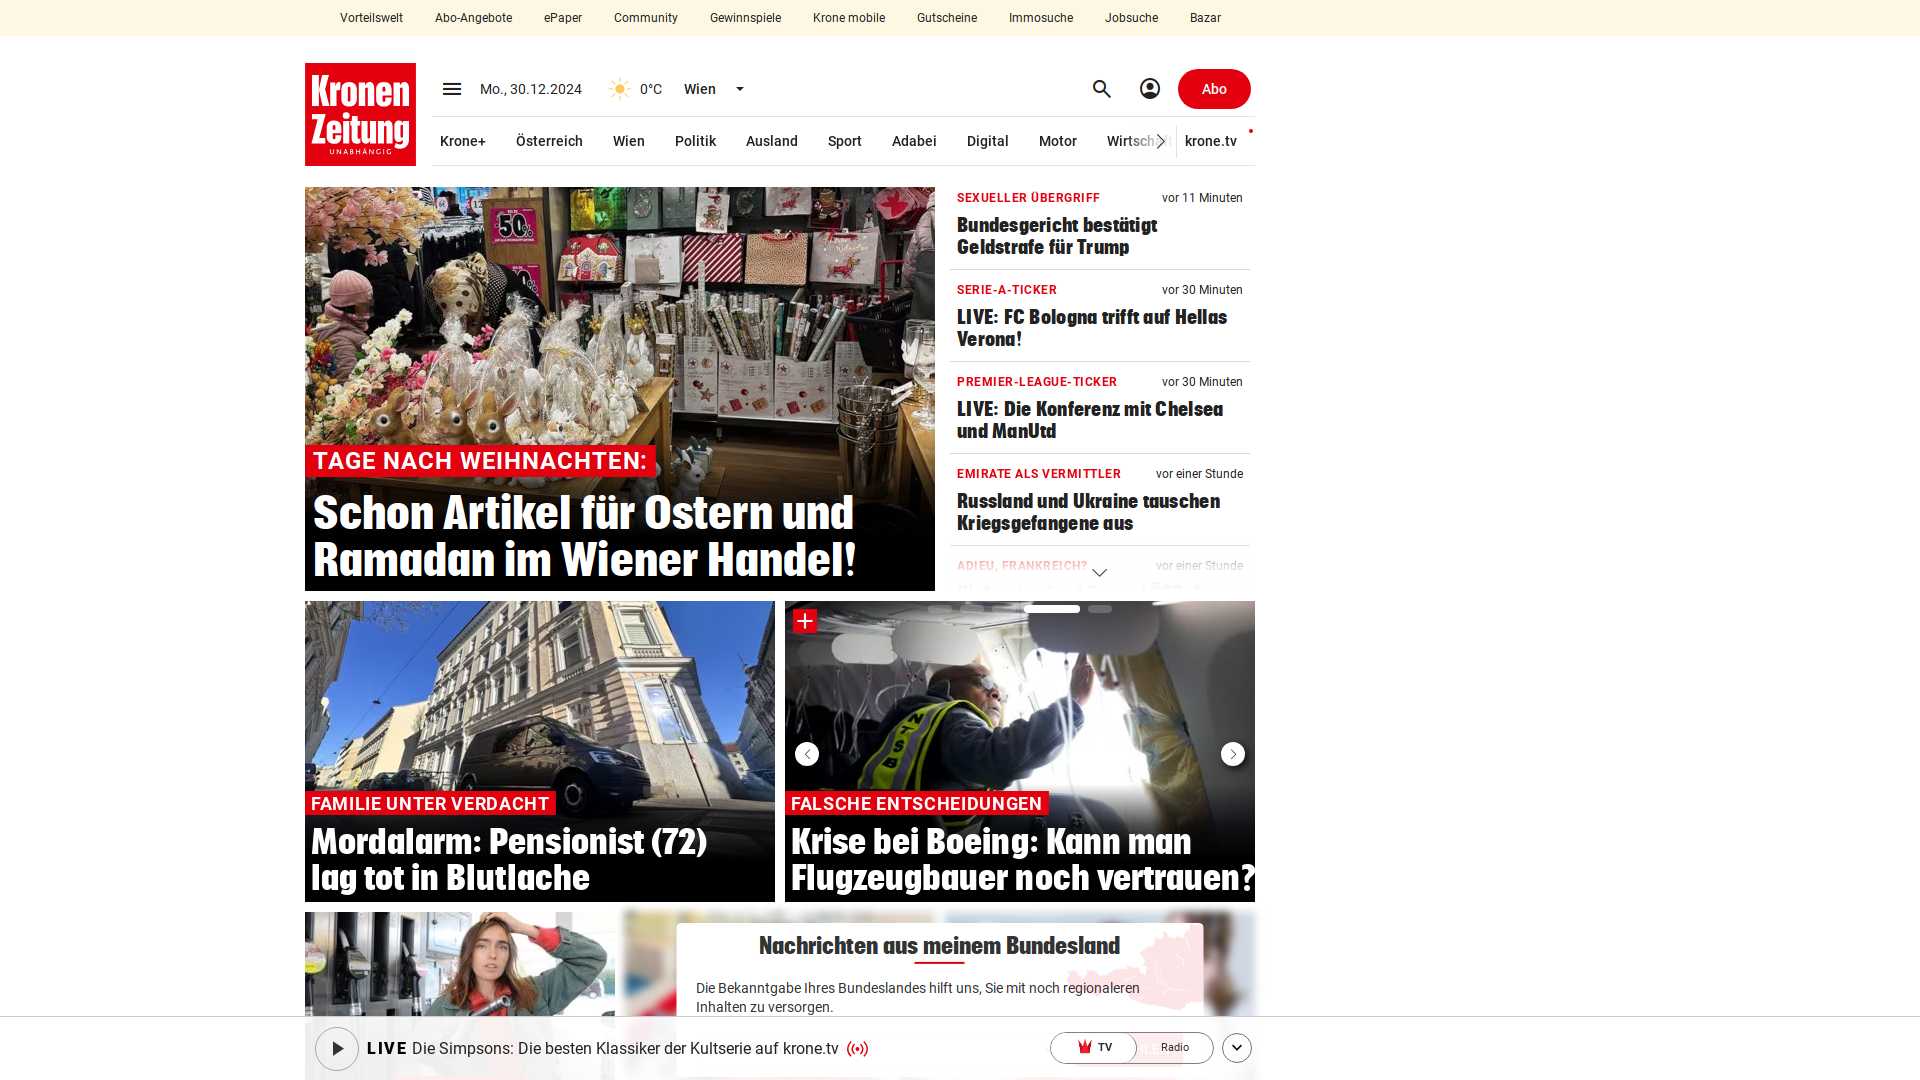 Vorteilswelt
Abo-Angebote
ePaper
Community
Gewinnspiele
Krone mobile
Gutscheine
Immosuche
Jobsuche
Bazar
Kronen
Zeitung
UNABHÄNGIG
Mo., 30.12.2024
0°C
Wien
Abo
Krone+
Österreich
Wien
Politik
Ausland
Sport
Adabei
Digital
Motor
Wirtschaft
krone.tv
50%
TAGE NACH WEIHNACHTEN:
Schon Artikel für Ostern und
Ramadan im Wiener Handel!
SEXUELLER ÜBERGRIFF
vor 11 Minuten
Bundesgericht bestätigt
Geldstrafe für Trump
SERIE-A-TICKER
vor 30 Minuten
LIVE: FC Bologna trifft auf Hellas
Verona!
PREMIER-LEAGUE-TICKER
vor 30 Minuten
LIVE: Die Konferenz mit Chelsea
und ManUtd
EMIRATE ALS VERMITTLER
vor einer Stunde
Russland und Ukraine tauschen
Kriegsgefangene aus
ADIEU, FRANKREICH?
vor einer Stunde
FAMILIE UNTER VERDACHT
Mordalarm: Pensionist (72)
lag tot in Blutlache
NTSB
FALSCHE ENTSCHEIDUNGEN
Krise bei Boeing: Kann man
Flugzeugbauer noch vertrauen?
Nachrichten aus meinem Bundesland
Die Bekanntgabe Ihres Bundeslandes hilft uns, Sie mit noch regionaleren
Inhalten zu versorgen.
LIVE Die Simpsons: Die besten Klassiker der Kultserie auf krone.tv
TV
Radio